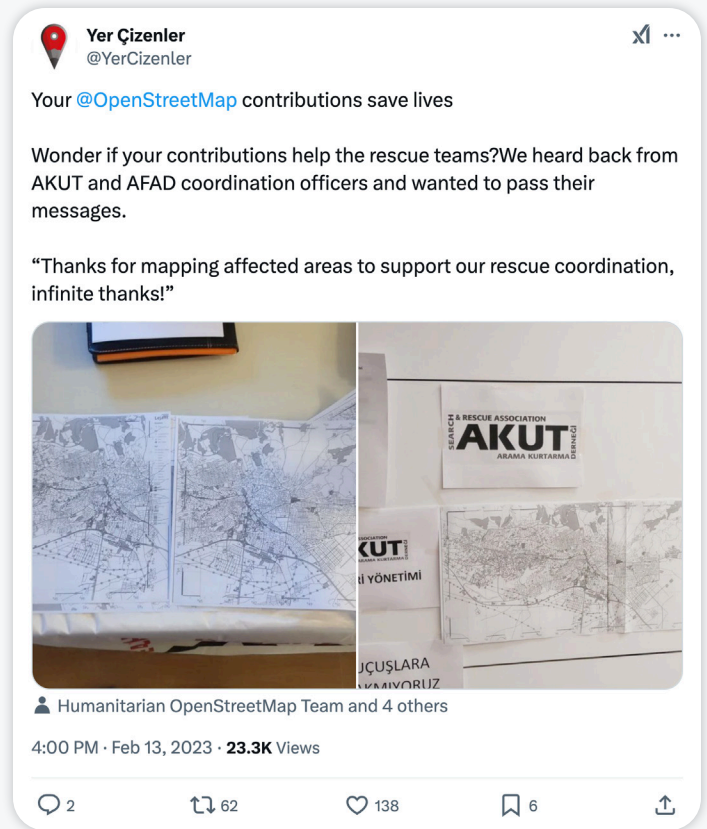 Yer Çizenler
@YerCizenler
Your @OpenStreetMap contributions save lives
Wonder if your contributions help the rescue teams?We heard back from
AKUT and AFAD coordination officers and wanted to pass their
messages.
“Thanks for mapping affected areas to support our rescue coordination,
infinite thanks!”
SEARCH & RESCUE ASSOCIATION
AKUT
ARAMA KURTARMA DERNEĞİ
KUT
İ YÖNETİMİ
UÇUŞLARA
Humanitarian OpenStreetMap Team and 4 others
4:00 PM · Feb 13, 2023 · 23.3K Views
2 62 138 6